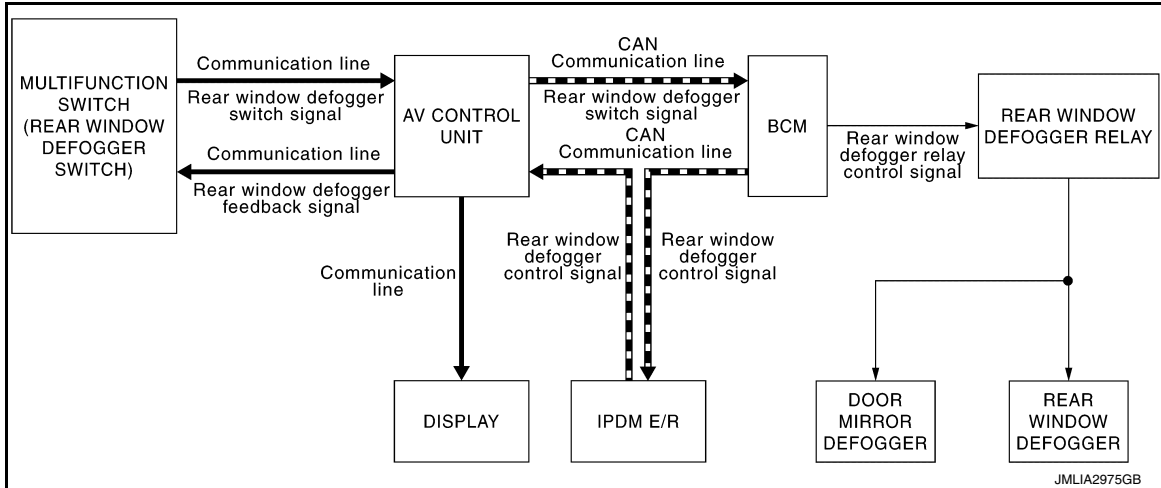 MULTIFUNCTION
SWITCH
(REAR WINDOW
DEFOGGER
SWITCH)
Communication line
Rear window defogger
switch signal
Communication line
Rear window defogger
feedback signal
AV CONTROL
UNIT
CAN
Communication line
Rear window defogger
switch signal
CAN
Communication line
BCM
Rear window
defogger relay
control signal
REAR WINDOW
DEFOGGER RELAY
Communication
line
Rear window
defogger
control signal
Rear window
defogger
control signal
DISPLAY
IPDM E/R
DOOR
MIRROR
DEFOGGER
REAR
WINDOW
DEFOGGER
JMLIA2975GB